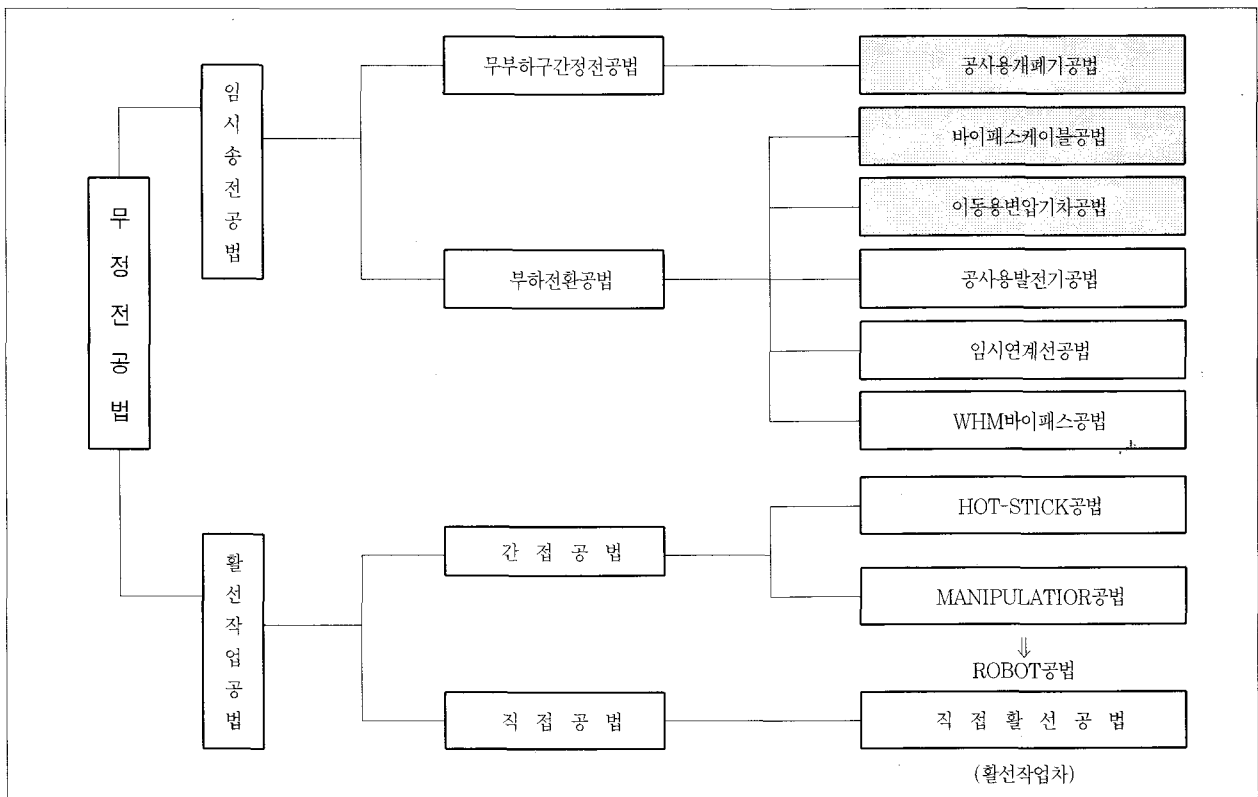 무정전공법
임시송전공법
무부하구간정전공법
공사용개폐기공법
부하전환공법
바이패스케이블공법
이동용변압기차공법
공사용발전기공법
임시연계선공법
WHM바이패스공법
활선작업공법
간 접 공 법
HOT-STICK공법
MANIPULATIOR공법
⇓
ROBOT공법
직 접 공 법
직 접 활 선 공 법
(활선작업차)